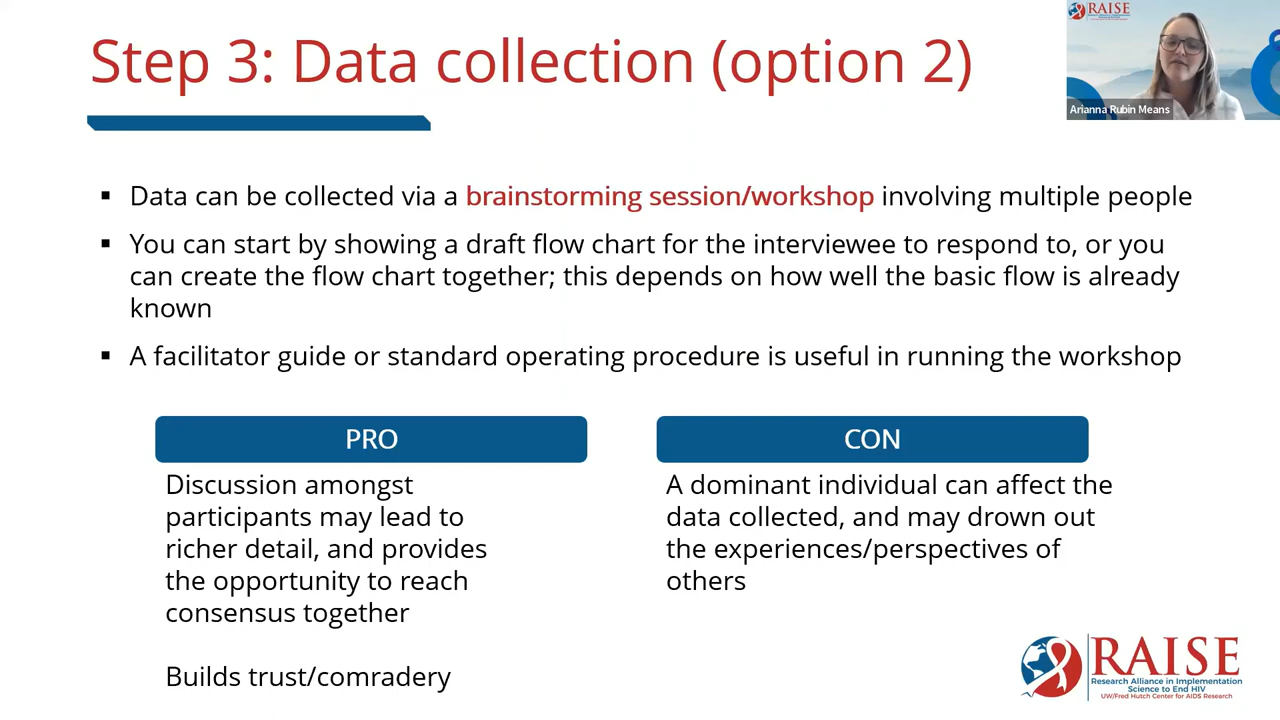 Step 3: Data collection (option 2)
RAISE
Arianna Rubin Means
▪ Data can be collected via a brainstorming session/workshop involving multiple people
▪ You can start by showing a draft flow chart for the interviewee to respond to, or you
can create the flow chart together; this depends on how well the basic flow is already
known
▪ A facilitator guide or standard operating procedure is useful in running the workshop
PRO
Discussion amongst
participants may lead to
richer detail, and provides
the opportunity to reach
consensus together
Builds trust/comradery
CON
A dominant individual can affect the
data collected, and may drown out
the experiences/perspectives of
others
RAISE
Research Alliance in Implementation
Science to End HIV
UW/Fred Hutch Center for AIDS Research